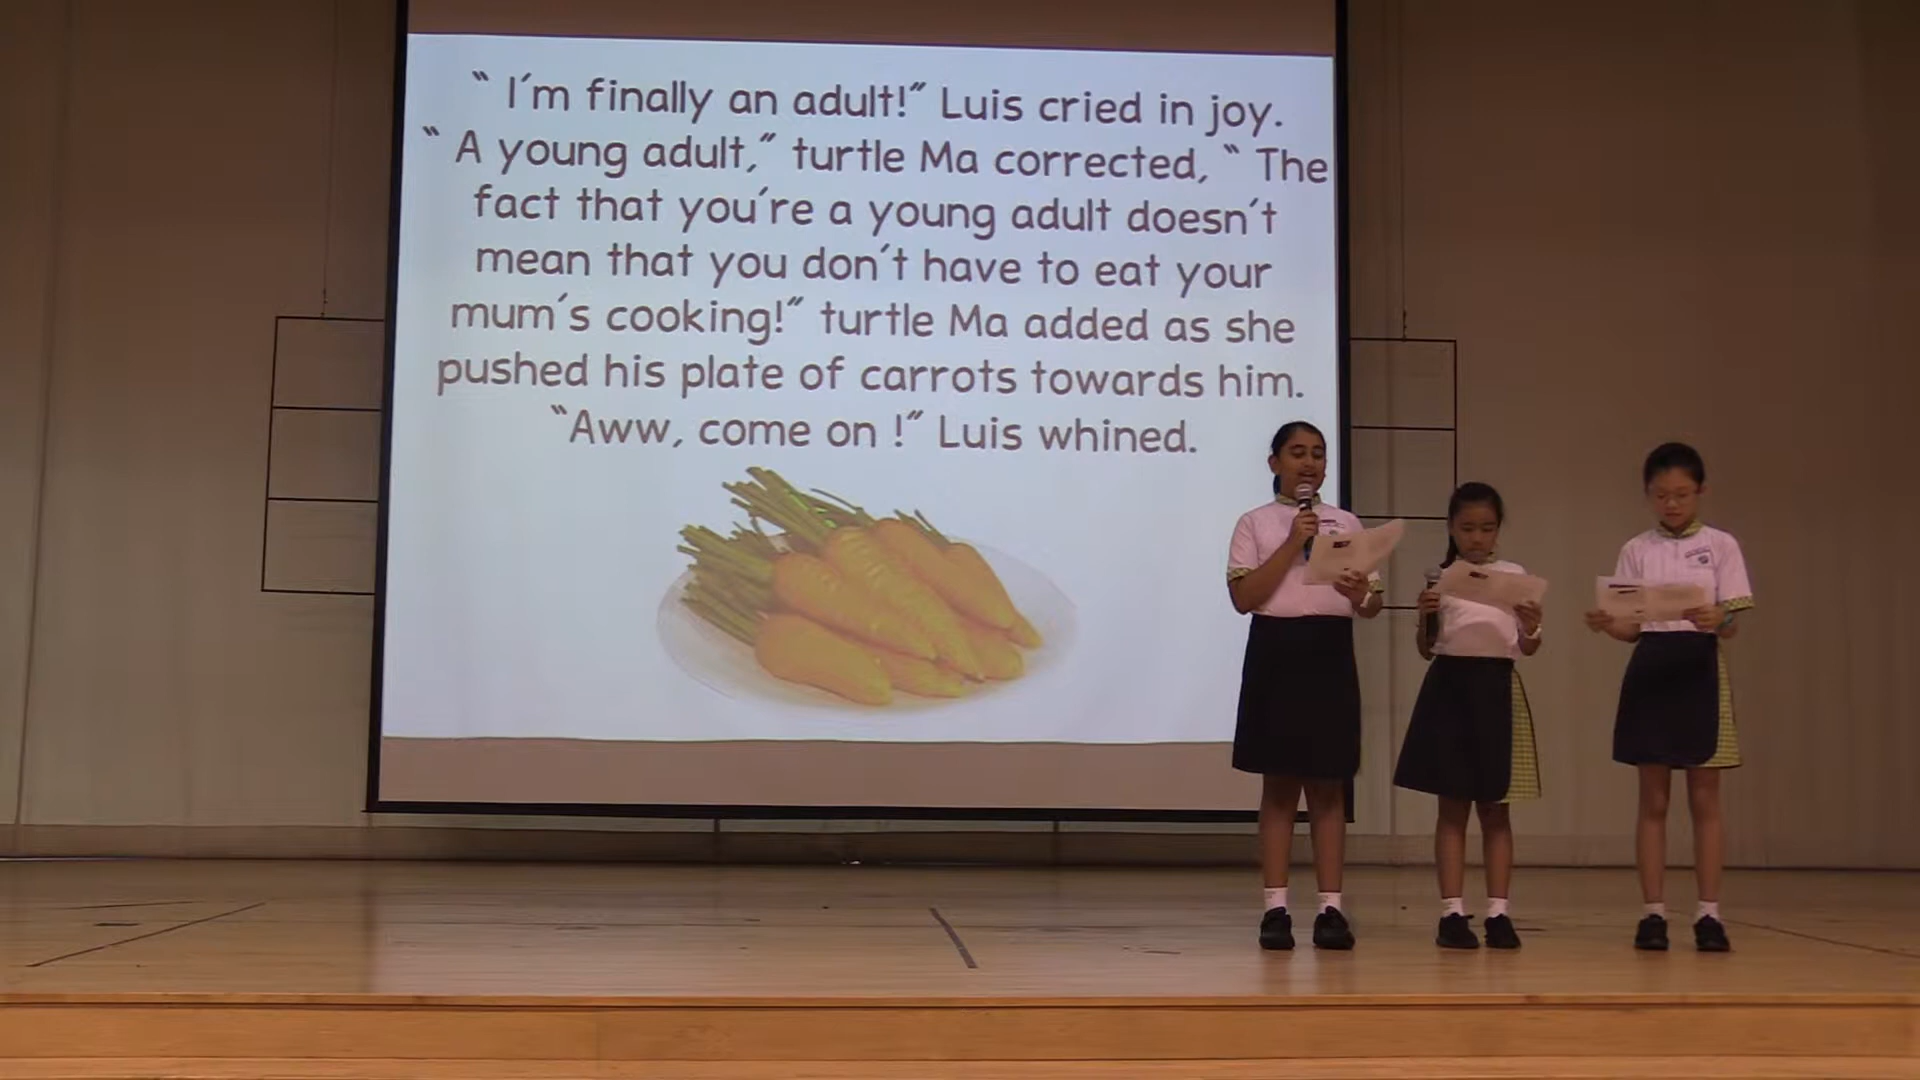 “ I´m finally an adult!” Luis cried in joy.
“ A young adult,” turtle Ma corrected, “ The
fact that you´re a young adult doesn´t
mean that you don´t have to eat your
mum´s cooking!” turtle Ma added as she
pushed his plate of carrots towards him.
“Aww, come on !” Luis whined.